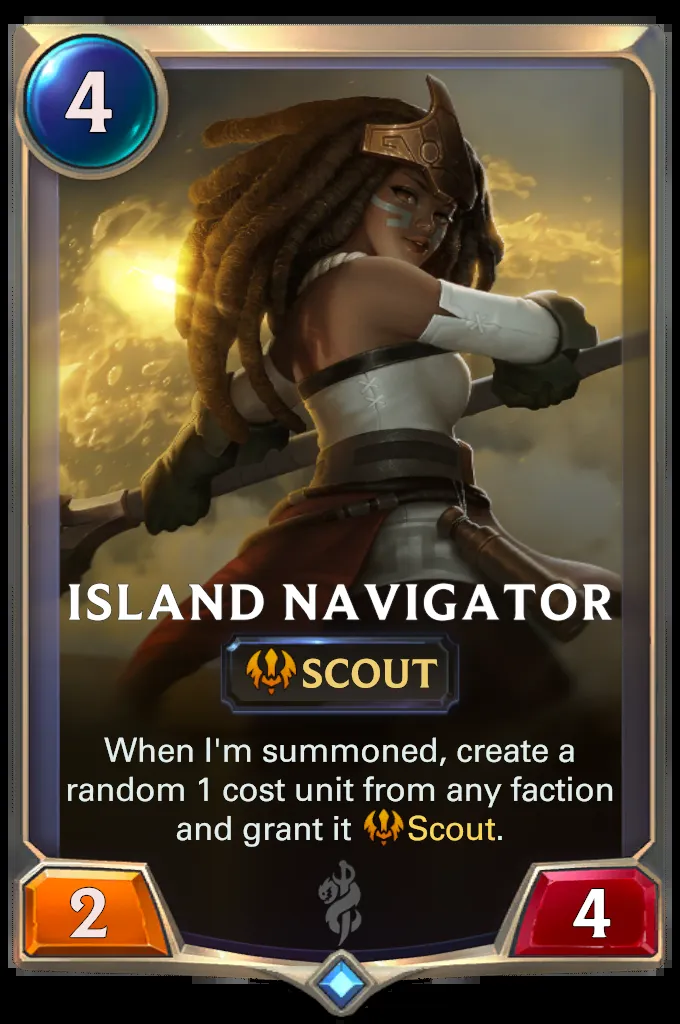 4
ISLAND NAVIGATOR
SCOUT
When I'm summoned, create a
random 1 cost unit from any faction
and grant it Scout.
2
4